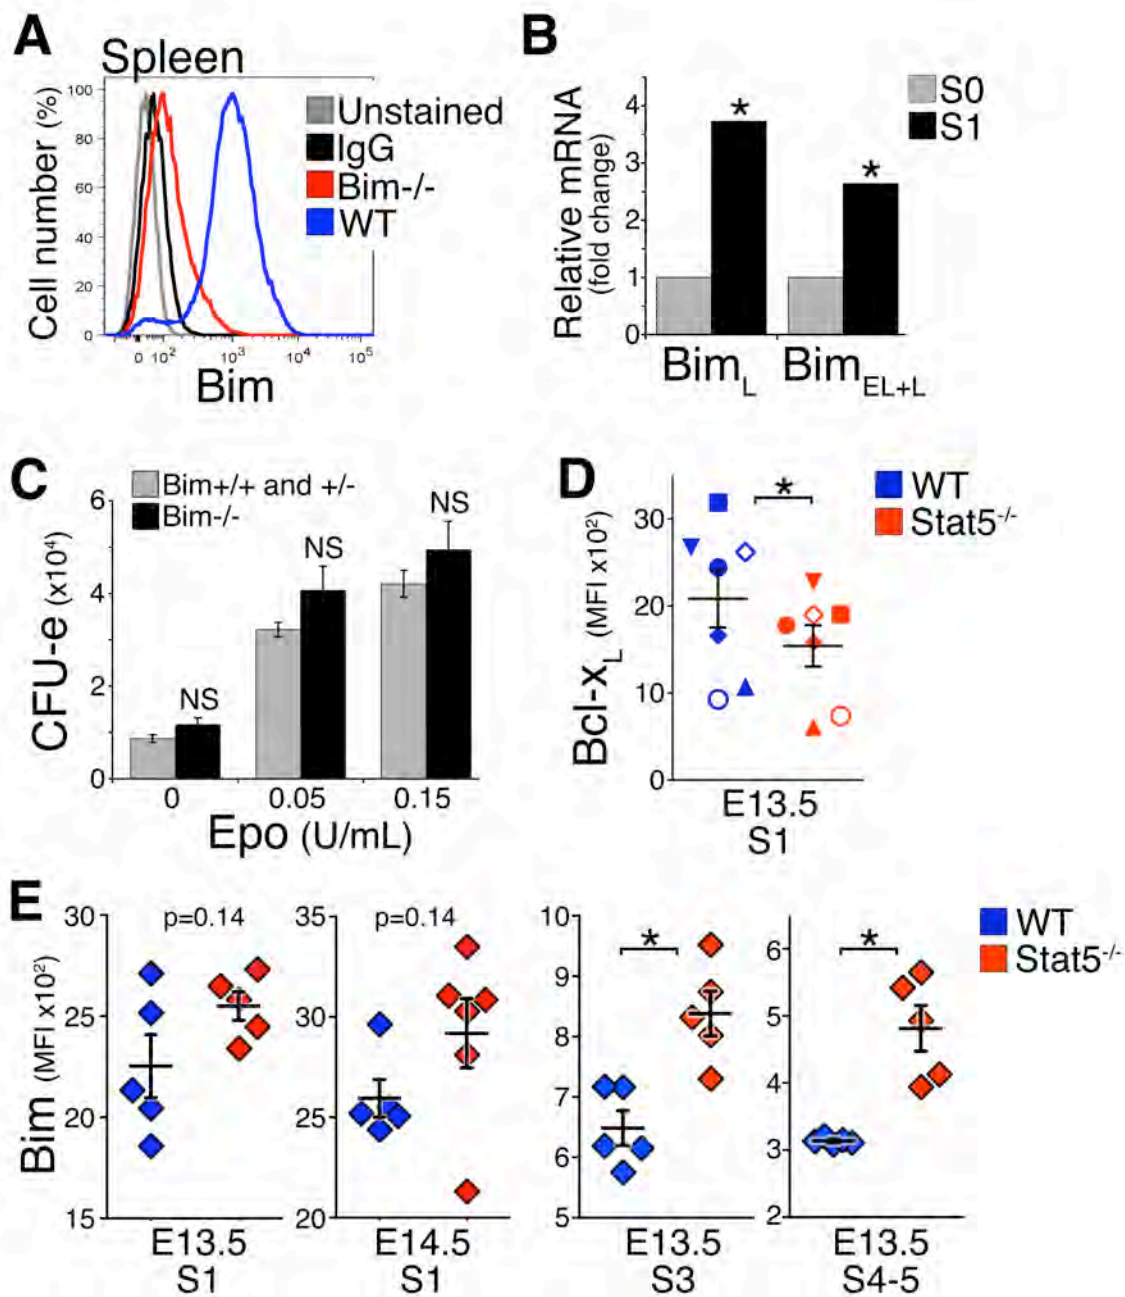 A
Spleen
Cell number (%)
100
80
60
40
20
0
10²
10³
10⁴
10⁵
Bim
Unstained
IgG
Bim-/-
WT
B
Relative mRNA
(fold change)
4
3
2
1
0
*
*
S0
S1
Bim_L
Bim_EL+L
C
Bim+/+ and +/-
Bim-/-
CFU-e (x10⁴)
6
4
2
0
NS
NS
NS
0
0.05
0.15
Epo (U/mL)
D
Bcl-x_L (MFI x10²)
30
20
10
0
*
WT
Stat5⁻/⁻
E13.5
S1
E
Bim (MFI x10²)
30
25
20
15
p=0.14
E13.5
S1
35
30
25
20
p=0.14
E14.5
S1
10
9
8
7
6
5
*
E13.5
S3
6
5
4
3
2
*
E13.5
S4-5
WT
Stat5⁻/⁻